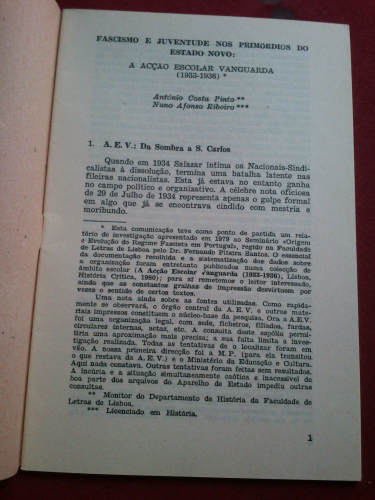 FASCISMO E JUVENTUDE NOS PRIMÓRDIOS DO
ESTADO NOVO:
A ACÇÃO ESCOLAR VANGUARDA
(1933-1936) *
António Costa Pinto **
Nuno Afonso Ribeiro ***
1. A. E. V.: Da Sombra a S. Carlos
Quando em 1934 Salazar intima os Nacionais-Sindi-
calistas à dissolução, termina uma batalha latente nas
fileiras nacionalistas. Esta já estava no entanto ganha
no campo político e organizativo. A célebre nota oficiosa
de 29 de Julho de 1934 representa apenas o golpe formal
em algo que já se encontrava cindido com mestria e
moribundo.
* Esta comunicação teve como ponto de partida um rela-
tório de investigação apresentado em 1979 ao Seminário «Origem
e Evolução do Regime Fascista em Portugal», regido na Faculdade
de Letras de Lisboa pelo Dr. Fernando Piteira Santos. O essencial
da documentação recolhida e a sistematização dos dados sobre
a organização foram entretanto publicadas numa colecção de
âmbito escolar (A Acção Escolar Vanguarda (1933-1936), Lisboa,
História Crítica, 1980); para aí remetemos o leitor interessado,
ainda que as constantes grainas de impressão desvirtuem por
vezes o sentido de certos textos.
Uma nota ainda sobre as fontes utilizadas. Como rapida-
mente se observará, o órgão central da A. E. V. e outros mate-
riais impressos constituem o núcleo-base da pesquisa. Ora a A.E.V.
foi uma organização legal, com sede, ficheiros, filiados, fardas,
circulares internas, actas, etc. A consulta deste espólio permiti-
ria uma aproximação mais precisa; a sua falta limita a inves-
tigação realizada. Todas as tentativas de o localizar foram em
vão. A nossa primeira direcção foi a M. P. (para ela transitou
o que restava da A. E. V.) e o Ministério da Educação e Cultura.
Aqui nada constava. Outras tentativas foram feitas sem resultados.
A incúria e a situação simultaneamente caótica e inacessível de
boa parte dos arquivos do Aparelho de Estado impediu outras
consultas.
** Monitor do Departamento de História da Faculdade de
Letras de Lisboa.
*** Licenciado em História.
1